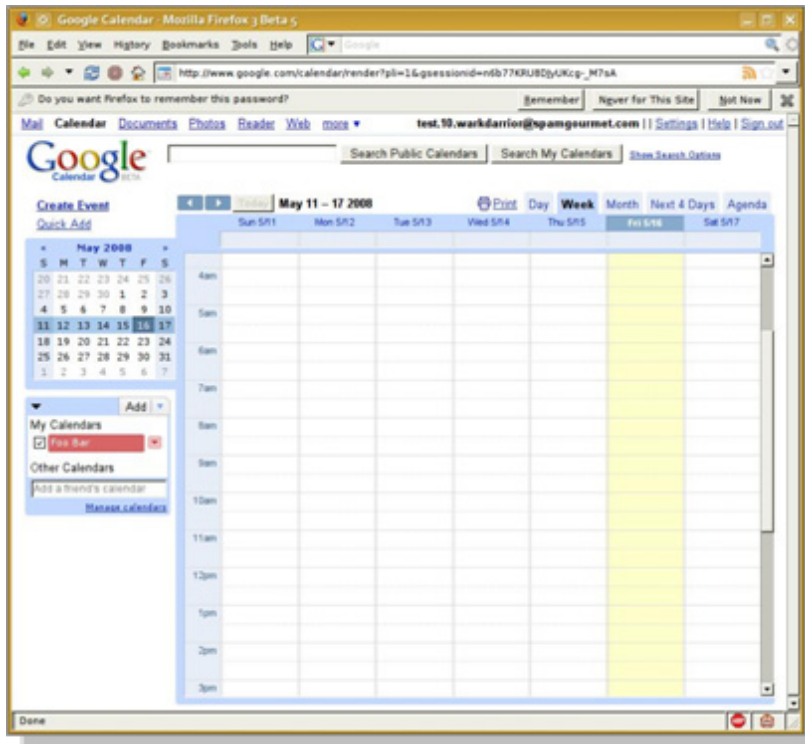 Google Calendar - Mozilla Firefox 3 Beta 5
File Edit View History Bookmarks Tools Help Google
http://www.google.com/calendar/render?pli=1&gsessionid=
Do you want Firefox to remember this password? Remember Never for This Site Not Now
Mail Calendar Documents Photos Reader Web more ▼ test.10.warkdarrior@spamgourmet.com | Settings | Help | Sign out
Google
Calendar BETA
Search Public Calendars Search My Calendars Show Search Options
Create Event
Quick Add
Today May 11 – 17 2008 Print Day Week Month Next 4 Days Agenda
Sun 5/11 Mon 5/12 Tue 5/13 Wed 5/14 Thu 5/15 Fri 5/16 Sat 5/17
« May 2008 »
S M T W T F S
20 21 22 23 24 25 26
27 28 29 30 1 2 3
4 5 6 7 8 9 10
11 12 13 14 15 16 17
18 19 20 21 22 23 24
25 26 27 28 29 30 31
1 2 3 4 5 6 7
Add
My Calendars
Foo Bar
Other Calendars
Add a friend's calendar
Manage calendars
4am
5am
6am
7am
8am
9am
10am
11am
12pm
1pm
2pm
3pm
Done